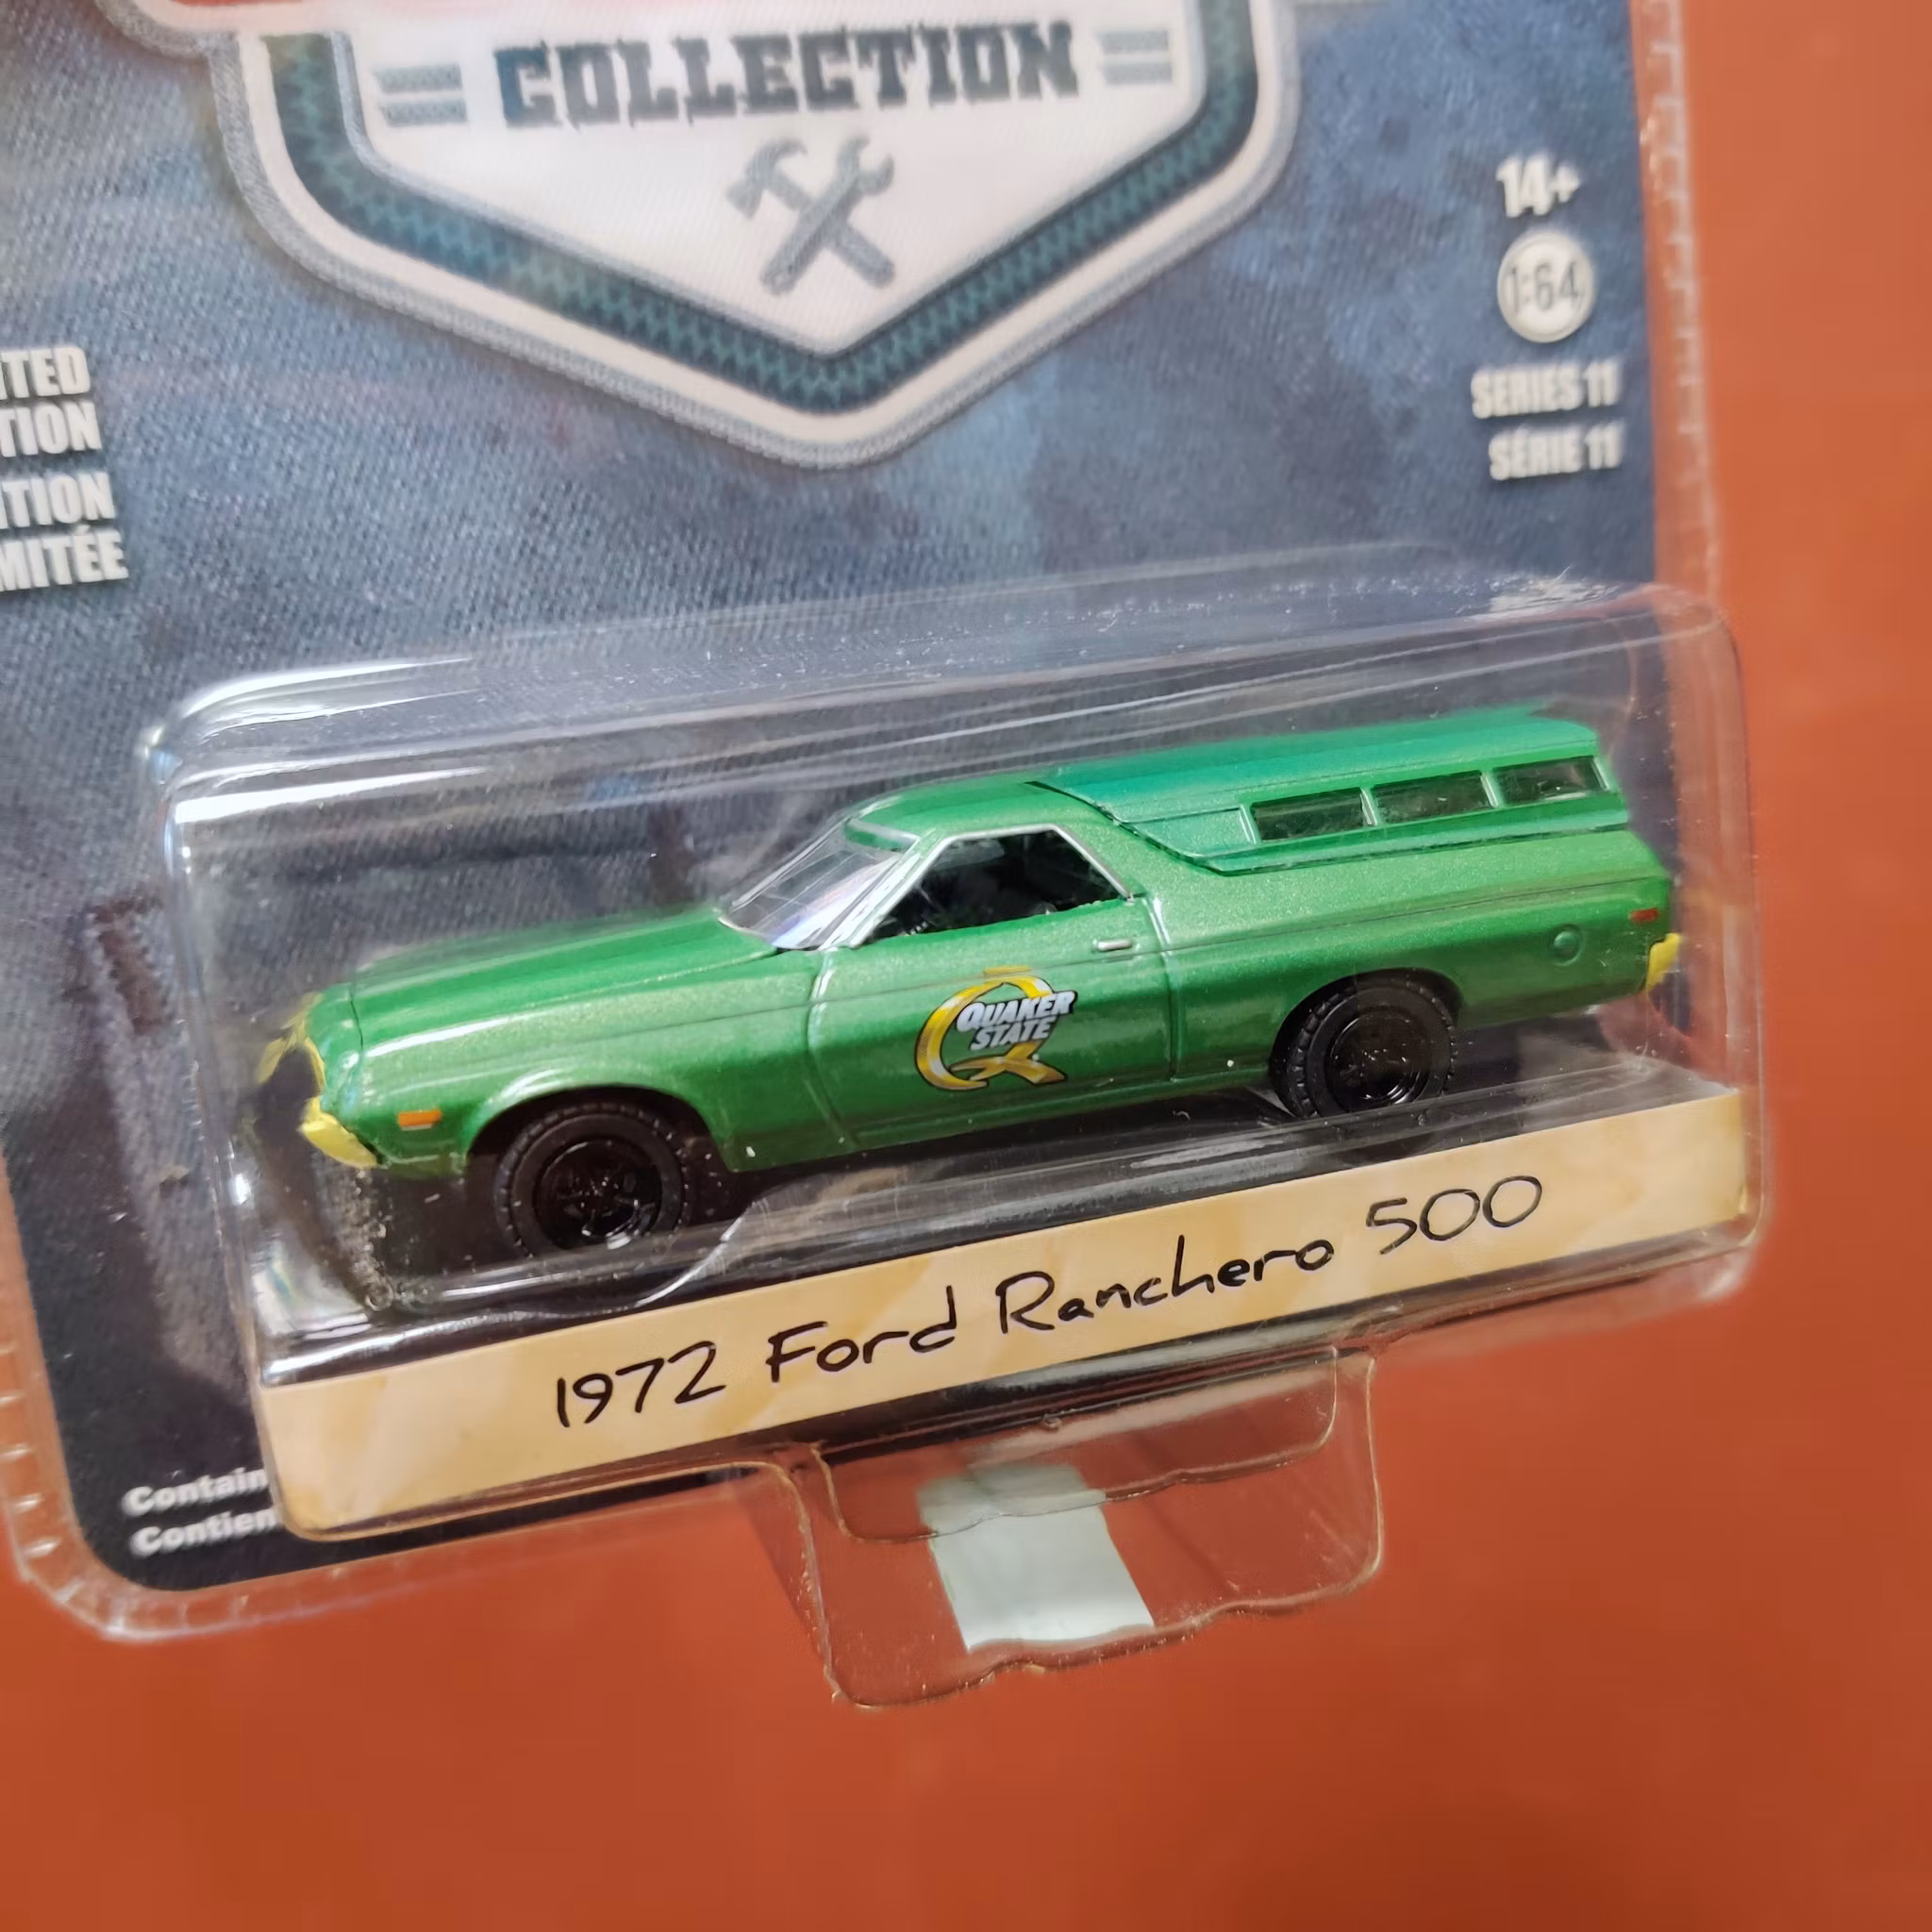 COLLECTION
14+
1:64
SERIES 11
SÉRIE 11
ITED
TION
ITION
MITÉE
QUAKER
STATE
1972 Ford Ranchero 500
Contain
Contien